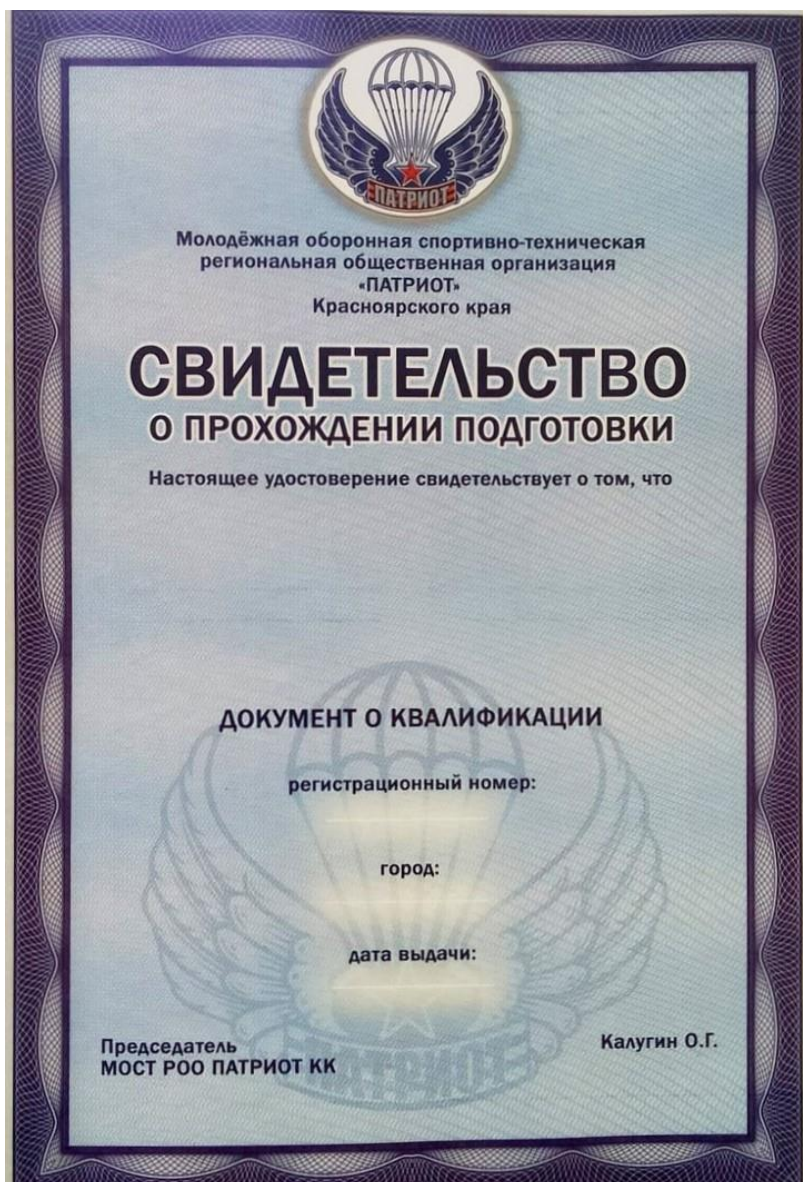 ПАТРИОТ
Молодёжная оборонная спортивно-техническая
региональная общественная организация
«ПАТРИОТ»
Красноярского края
СВИДЕТЕЛЬСТВО
О ПРОХОЖДЕНИИ ПОДГОТОВКИ
Настоящее удостоверение свидетельствует о том, что
ДОКУМЕНТ О КВАЛИФИКАЦИИ
регистрационный номер:
город:
дата выдачи:
Председатель
МОСТ РОО ПАТРИОТ КК
Калугин О.Г.
ПАТРИОТ